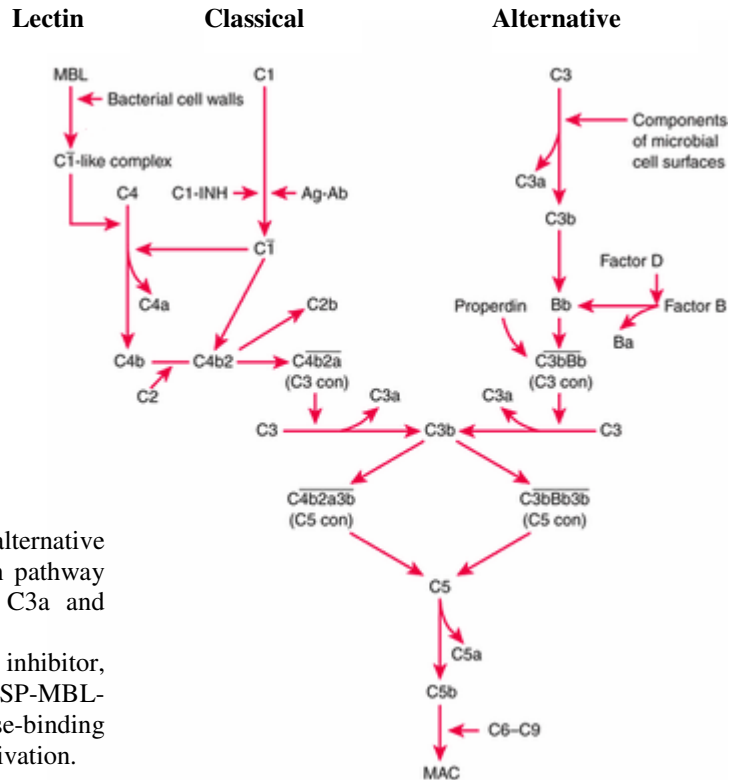 Lectin Classical Alternative
MBL C1 C3
Bacterial cell walls
Components
of microbial
cell surfaces
C1̅-like complex
C3a
C4 C1-INH Ag-Ab
C3b
C1̅
Factor D
C4a C2b Properdin Bb Factor B
Ba
C4b C4b2 C4b2a C3bBb
(C3 con) (C3 con)
C2
C3a C3a
C3 C3b C3
C4b2a3b C3bBb3b
(C5 con) (C5 con)
alternative
pathway
C3a and
C5
inhibitor,
C5a
SP-MBL-
C5b
se-binding
C6–C9
ivation.
MAC